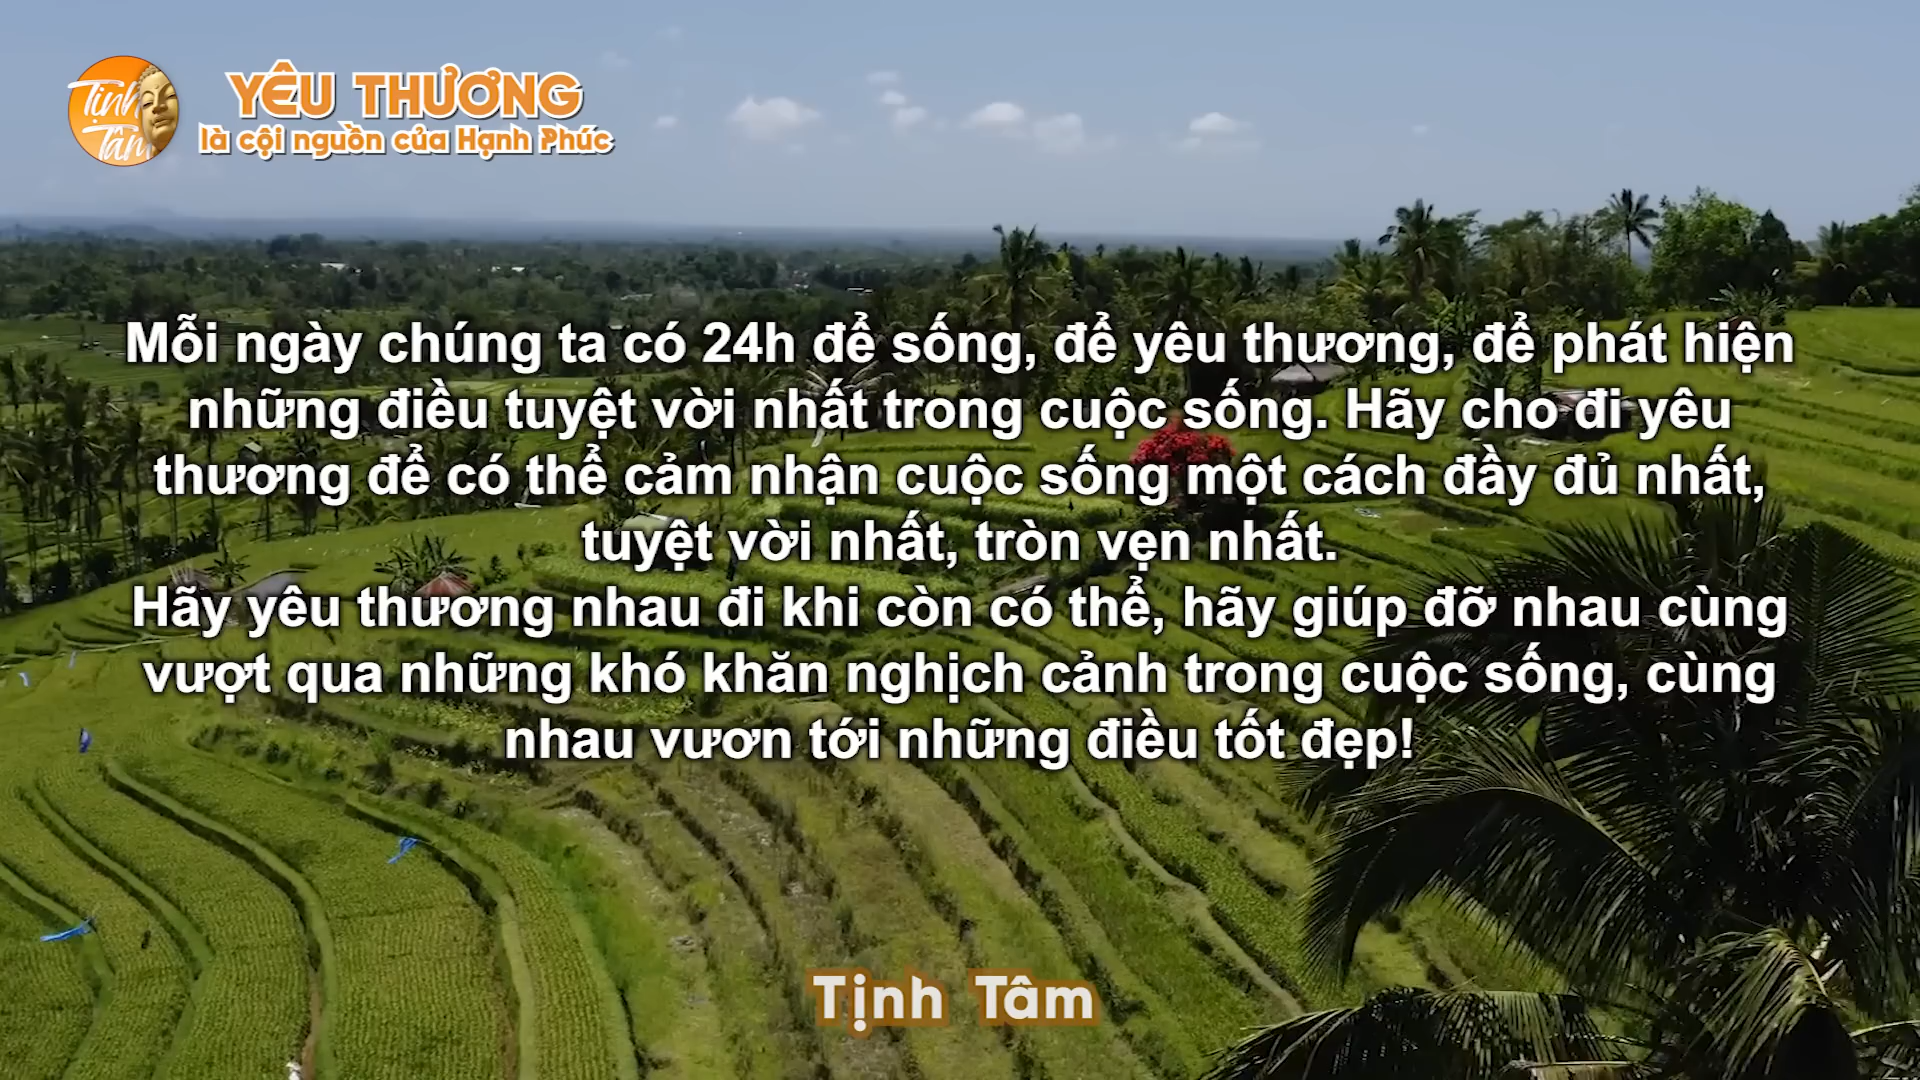 Tịnh
Tâm
YÊU THƯƠNG
là cội nguồn của Hạnh Phúc
Mỗi ngày chúng ta có 24h để sống, để yêu thương, để phát hiện
những điều tuyệt vời nhất trong cuộc sống. Hãy cho đi yêu
thương để có thể cảm nhận cuộc sống một cách đầy đủ nhất,
tuyệt vời nhất, tròn vẹn nhất.
Hãy yêu thương nhau đi khi còn có thể, hãy giúp đỡ nhau cùng
vượt qua những khó khăn nghịch cảnh trong cuộc sống, cùng
nhau vươn tới những điều tốt đẹp!
Tịnh Tâm